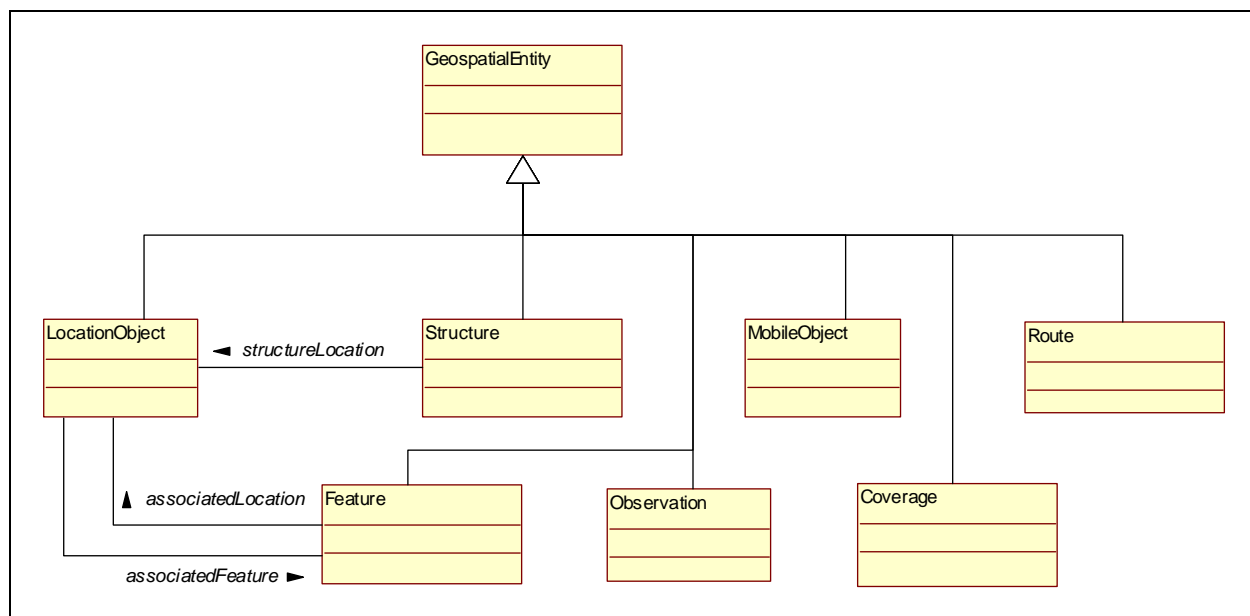 GeospatialEntity
LocationObject
Structure
MobileObject
Route
structureLocation
associatedLocation
Feature
Observation
Coverage
associatedFeature